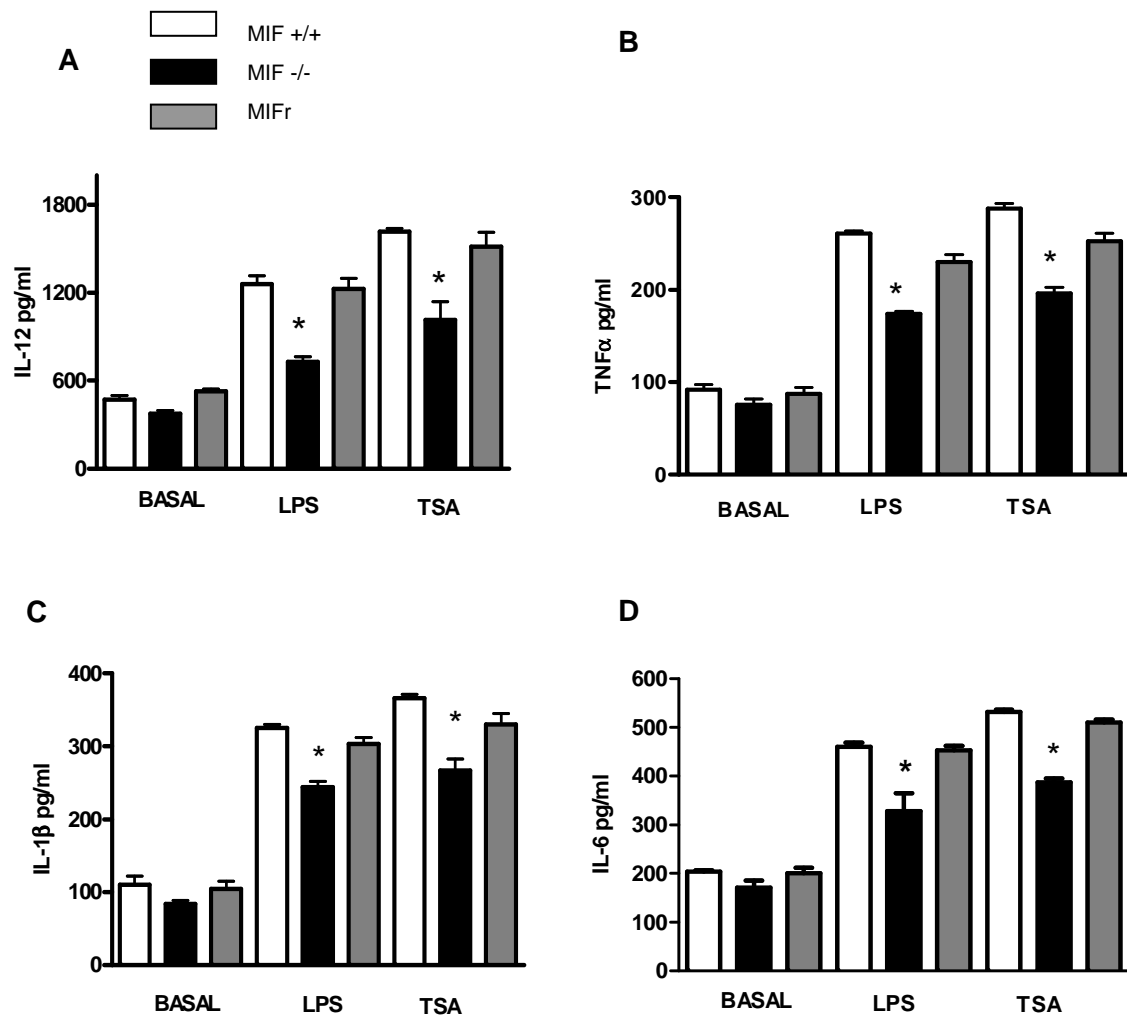 A
MIF +/+
MIF -/-
MIFr
IL-12 pg/ml
1800
1200
600
0
BASAL LPS TSA
*
*
B
TNFα pg/ml
300
200
100
0
BASAL LPS TSA
*
*
C
IL-1β pg/ml
400
300
200
100
0
BASAL LPS TSA
*
*
D
IL-6 pg/ml
600
500
400
300
200
100
0
BASAL LPS TSA
*
*